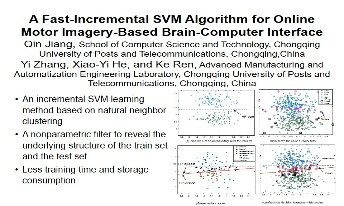 A Fast-Incremental SVM Algorithm for Online
Motor Imagery-Based Brain-Computer Interface
Qin Jiang, School of Computer Science and Technology, Chongqing
University of Posts and Telecommunications, Chongqing,China
Yi Zhang, Xiao-Yi He, and Ke Ren, Advanced Manufacturing and
Automatization Engineering Laboratory, Chongqing University of Posts and
Telecommunications, Chongqing, China
• An incremental SVM learning
method based on natural neighbor
clustering
• A nonparametric filter to reveal the
underlying structure of the train set
and the test set
• Less training time and storage
consumption